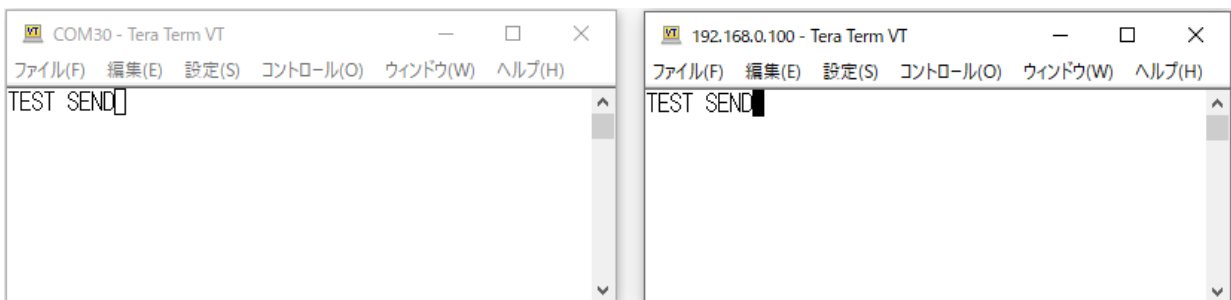 COM30 - Tera Term VT
ファイル(F) 編集(E) 設定(S) コントロール(O) ウィンドウ(W) ヘルプ(H)
TEST SEND
192.168.0.100 - Tera Term VT
ファイル(F) 編集(E) 設定(S) コントロール(O) ウィンドウ(W) ヘルプ(H)
TEST SEND